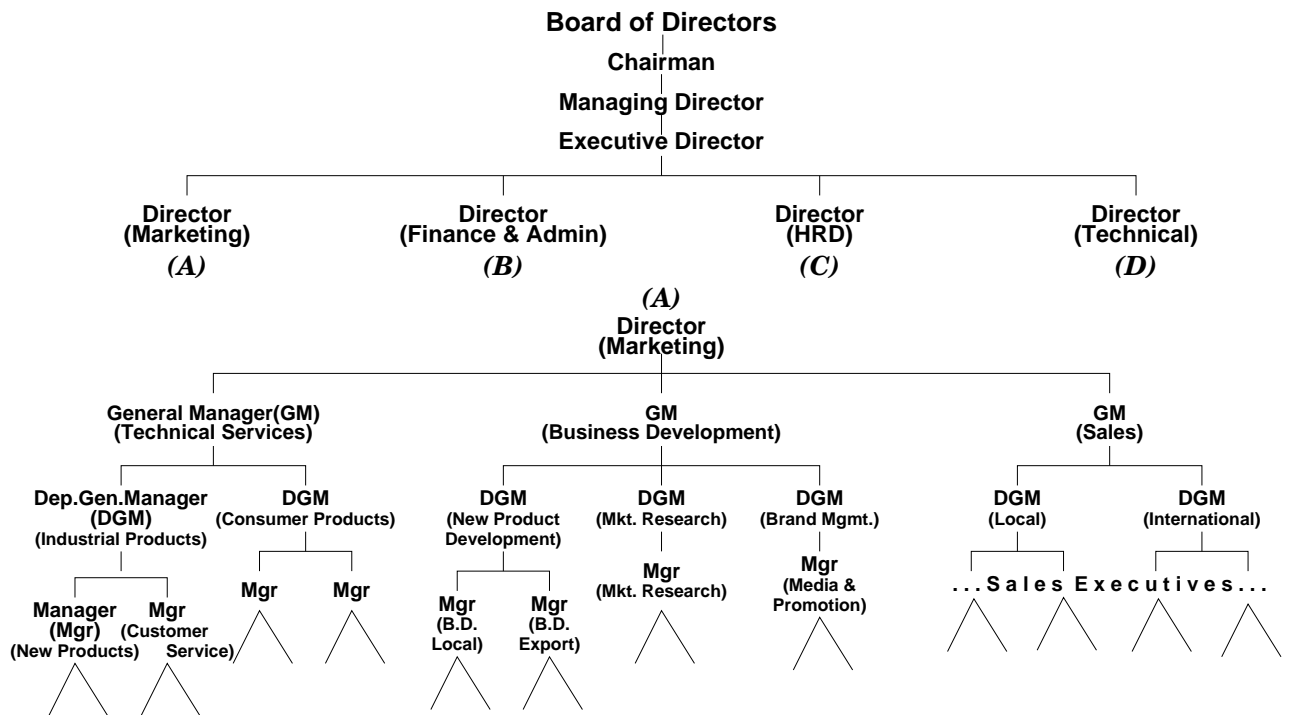 Board of Directors
Chairman
Managing Director
Executive Director
Director
(Marketing)
(A)
Director
(Finance & Admin)
(B)
Director
(HRD)
(C)
Director
(Technical)
(D)
(A)
Director
(Marketing)
General Manager(GM)
(Technical Services)
GM
(Business Development)
GM
(Sales)
Dep.Gen.Manager
(DGM)
(Industrial Products)
DGM
(Consumer Products)
DGM
(New Product
Development)
DGM
(Mkt. Research)
DGM
(Brand Mgmt.)
DGM
(Local)
DGM
(International)
Manager
(Mgr)
(New Products)
Mgr
(Customer
Service)
Mgr
Mgr
Mgr
(B.D.
Local)
Mgr
(B.D.
Export)
Mgr
(Mkt. Research)
Mgr
(Media &
Promotion)
...Sales Executives...